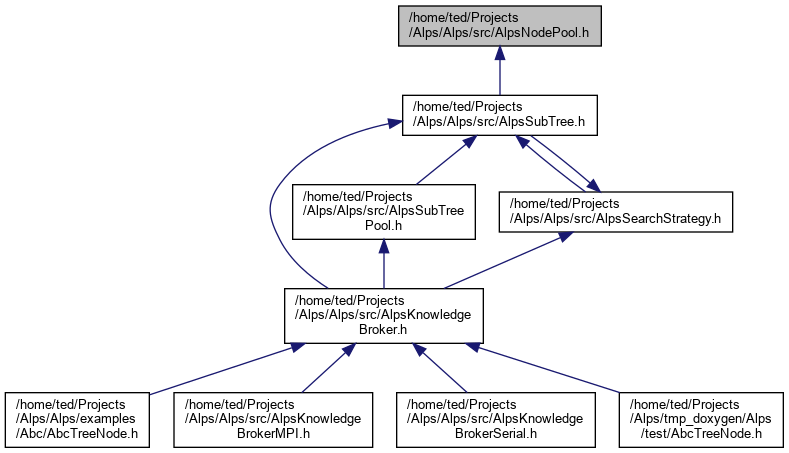 /home/ted/Projects
/Alps/Alps/src/AlpsNodePool.h
/home/ted/Projects
/Alps/Alps/src/AlpsSubTree.h
/home/ted/Projects
/Alps/Alps/src/AlpsSubTree
Pool.h
/home/ted/Projects
/Alps/Alps/src/AlpsSearchStrategy.h
/home/ted/Projects
/Alps/Alps/src/AlpsKnowledge
Broker.h
/home/ted/Projects
/Alps/Alps/examples
/Abc/AbcTreeNode.h
/home/ted/Projects
/Alps/Alps/src/AlpsKnowledge
BrokerMPI.h
/home/ted/Projects
/Alps/Alps/src/AlpsKnowledge
BrokerSerial.h
/home/ted/Projects
/Alps/tmp_doxygen/Alps
/test/AbcTreeNode.h